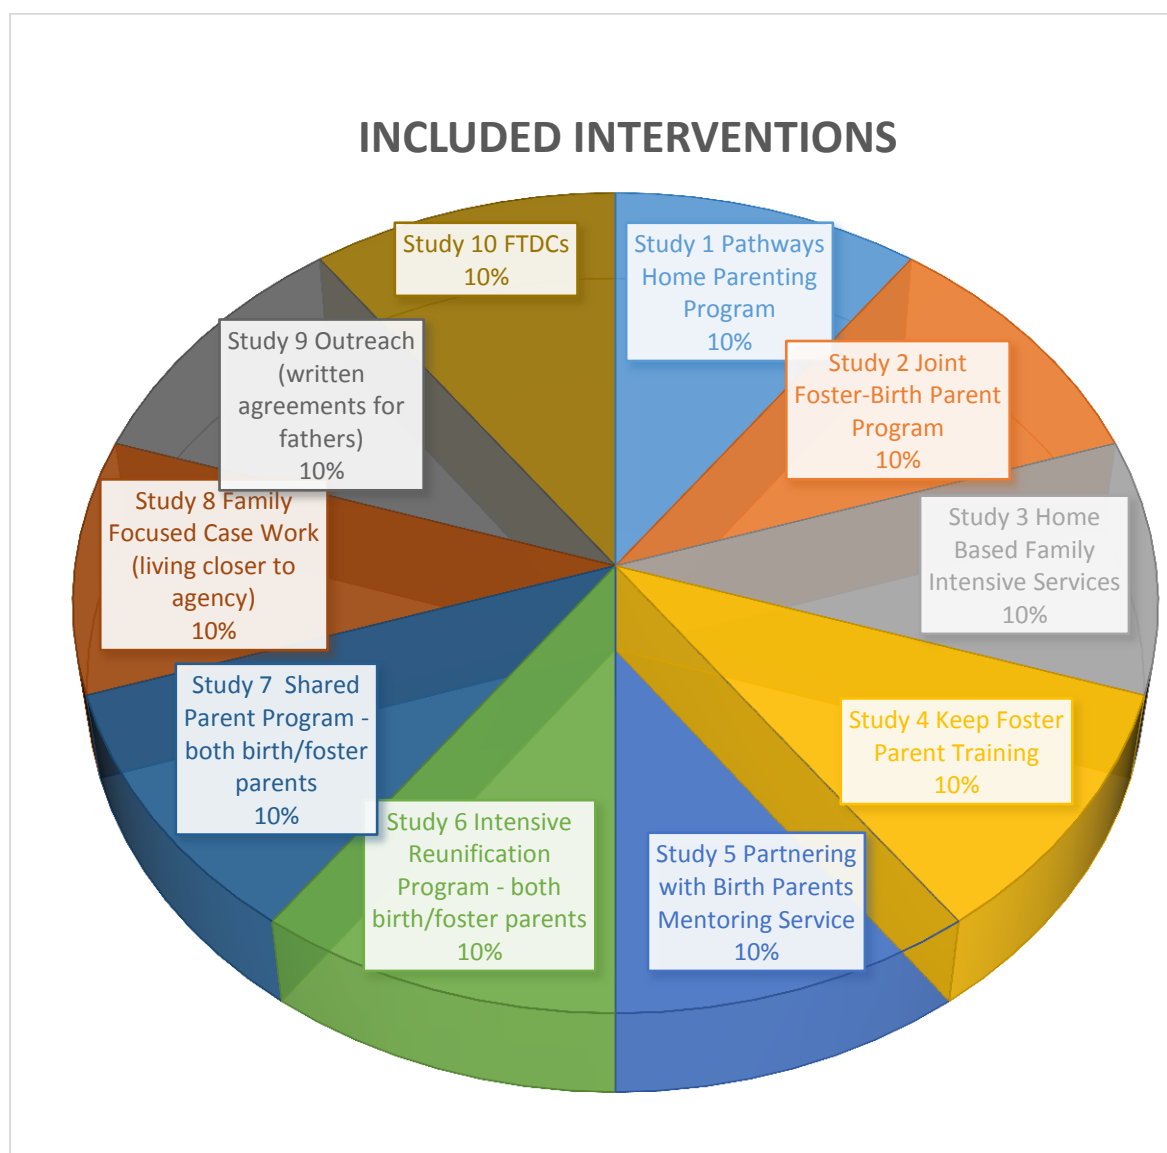 INCLUDED INTERVENTIONS
Study 1 Pathways
Home Parenting
Program
10%
Study 2 Joint
Foster-Birth Parent
Program
10%
Study 3 Home
Based Family
Intensive Services
10%
Study 4 Keep Foster
Parent Training
10%
Study 5 Partnering
with Birth Parents
Mentoring Service
10%
Study 6 Intensive
Reunification
Program - both
birth/foster parents
10%
Study 7  Shared
Parent Program -
both birth/foster
parents
10%
Study 8 Family
Focused Case Work
(living closer to
agency)
10%
Study 9 Outreach
(written
agreements for
fathers)
10%
Study 10 FTDCs
10%